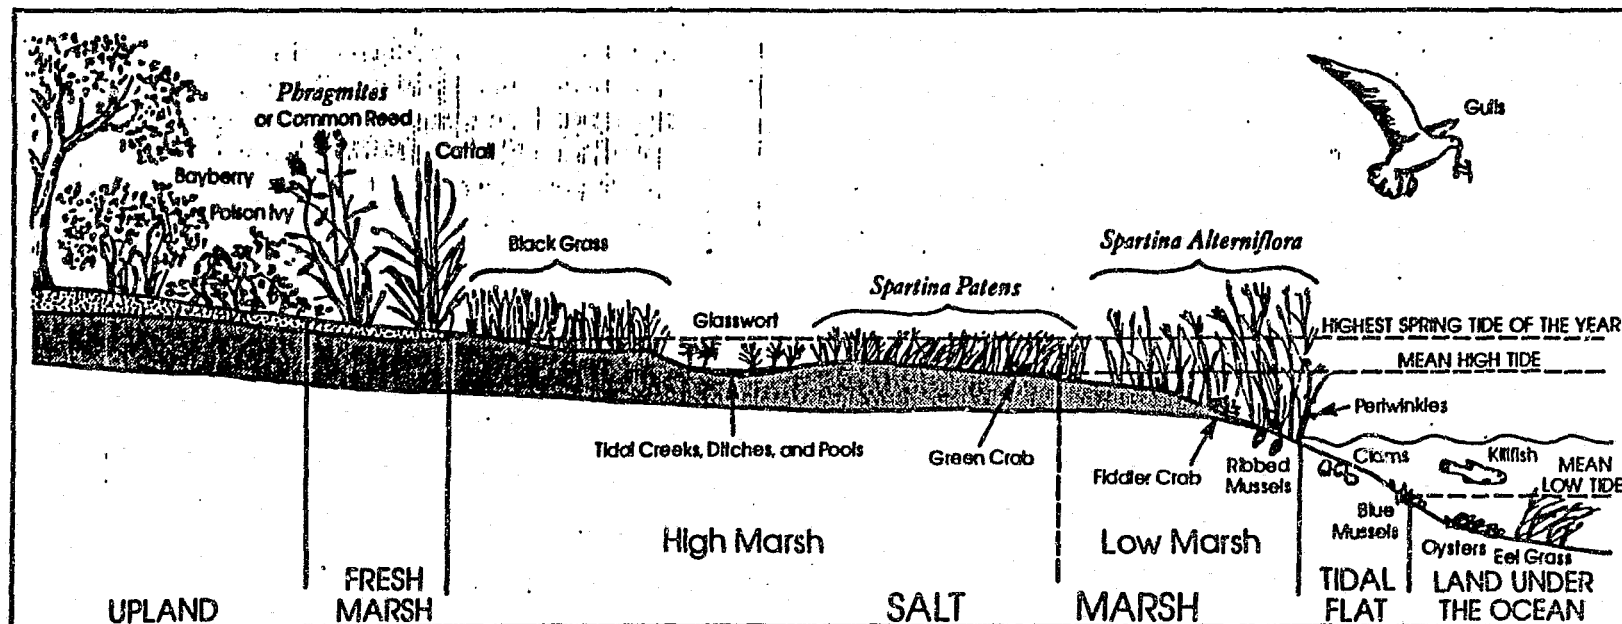 Phragmites
or Common Reed
Cattail
Bayberry
Poison Ivy
Black Grass
Glasswort
Spartina Patens
Spartina Alterniflora
Gulls
HIGHEST SPRING TIDE OF THE YEAR
MEAN HIGH TIDE
Periwinkles
Tidal Creeks, Ditches, and Pools
Green Crab
Fiddler Crab
Ribbed
Mussels
Clams
Killfish
MEAN
LOW TIDE
Blue
Mussels
Oysters
Eel Grass
High Marsh
Low Marsh
UPLAND
FRESH
MARSH
SALT MARSH
TIDAL
FLAT
LAND UNDER
THE OCEAN